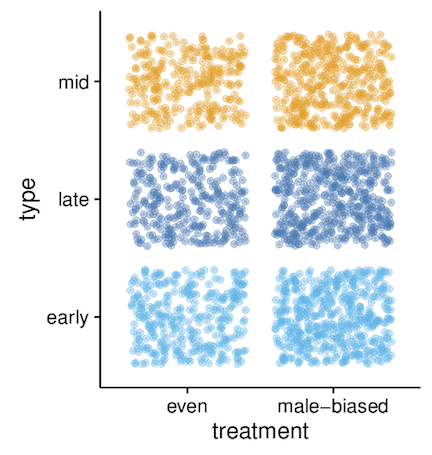 type
mid
late
early
even
male−biased
treatment